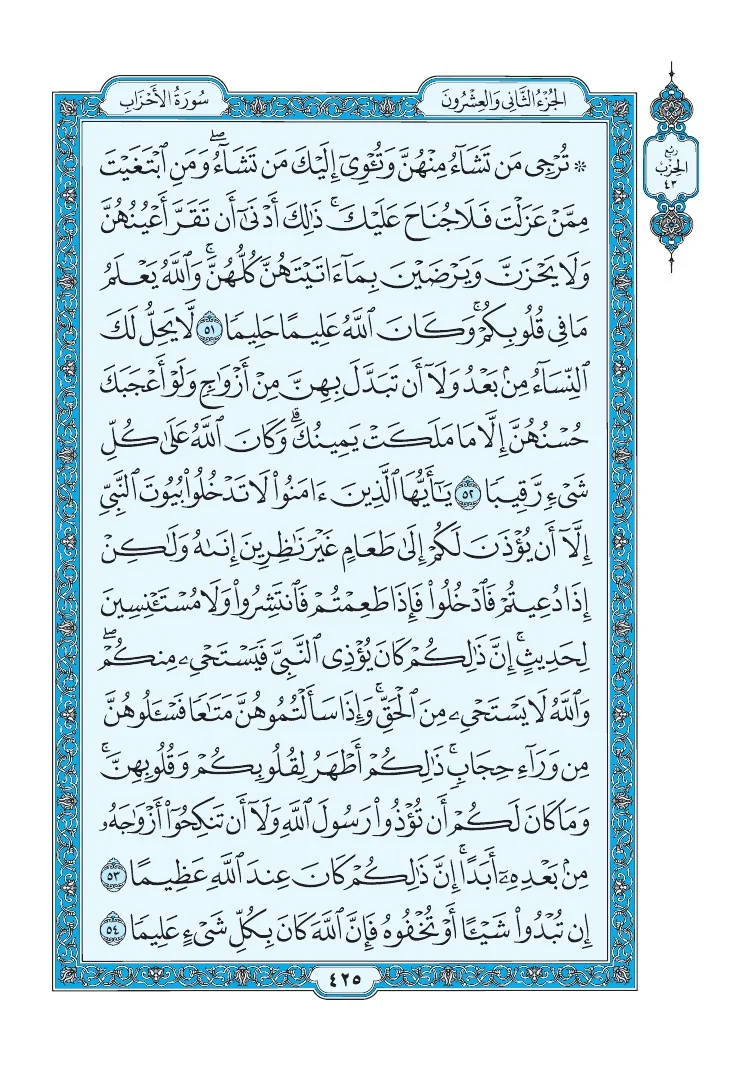 الجُزْءُ الثَّانِي وَالعِشْرُونَ
سُورَةُ الأَحْزَابِ
رُبْع
الحِزْب
٤٣
۞ تُرْجِي مَن تَشَآءُ مِنْهُنَّ وَتُـْٔوِيٓ إِلَيْكَ مَن تَشَآءُۖ وَمَنِ ٱبْتَغَيْتَ
مِمَّنْ عَزَلْتَ فَلَا جُنَاحَ عَلَيْكَۚ ذَٰلِكَ أَدْنَىٰٓ أَن تَقَرَّ أَعْيُنُهُنَّ
وَلَا يَحْزَنَّ وَيَرْضَيْنَ بِمَآ ءَاتَيْتَهُنَّ كُلُّهُنَّۚ وَٱللَّهُ يَعْلَمُ
مَا فِي قُلُوبِكُمْۚ وَكَانَ ٱللَّهُ عَلِيمًا حَلِيمٗا ٥١ لَّا يَحِلُّ لَكَ
ٱلنِّسَآءُ مِنۢ بَعْدُ وَلَآ أَن تَبَدَّلَ بِهِنَّ مِنْ أَزْوَٰجٖ وَلَوْ أَعْجَبَكَ
حُسْنُهُنَّ إِلَّا مَا مَلَكَتْ يَمِينُكَۗ وَكَانَ ٱللَّهُ عَلَىٰ كُلِّ
شَيْءٖ رَّقِيبٗا ٥٢ يَٰٓأَيُّهَا ٱلَّذِينَ ءَامَنُوا۟ لَا تَدْخُلُوا۟ بُيُوتَ ٱلنَّبِيِّ
إِلَّآ أَن يُؤْذَنَ لَكُمْ إِلَىٰ طَعَامٍ غَيْرَ نَٰظِرِينَ إِنَىٰهُ وَلَٰكِنْ
إِذَا دُعِيتُمْ فَٱدْخُلُوا۟ فَإِذَا طَعِمْتُمْ فَٱنتَشِرُوا۟ وَلَا مُسْتَـْٔنِسِينَ
لِحَدِيثٍۚ إِنَّ ذَٰلِكُمْ كَانَ يُؤْذِي ٱلنَّبِيَّ فَيَسْتَحْيِۦ مِنكُمْۖ
وَٱللَّهُ لَا يَسْتَحْيِۦ مِنَ ٱلْحَقِّۚ وَإِذَا سَأَلْتُمُوهُنَّ مَتَٰعٗا فَسْـَٔلُوهُنَّ
مِن وَرَآءِ حِجَابٖۚ ذَٰلِكُمْ أَطْهَرُ لِقُلُوبِكُمْ وَقُلُوبِهِنَّۚ
وَمَا كَانَ لَكُمْ أَن تُؤْذُوا۟ رَسُولَ ٱللَّهِ وَلَآ أَن تَنكِحُوٓا۟ أَزْوَٰجَهُۥ
مِنۢ بَعْدِهِۦٓ أَبَدًاۚ إِنَّ ذَٰلِكُمْ كَانَ عِندَ ٱللَّهِ عَظِيمًا ٥٣
إِن تُبْدُوا۟ شَيْـًٔا أَوْ تُخْفُوهُ فَإِنَّ ٱللَّهَ كَانَ بِكُلِّ شَيْءٍ عَلِيمٗا ٥٤
٤٢٥